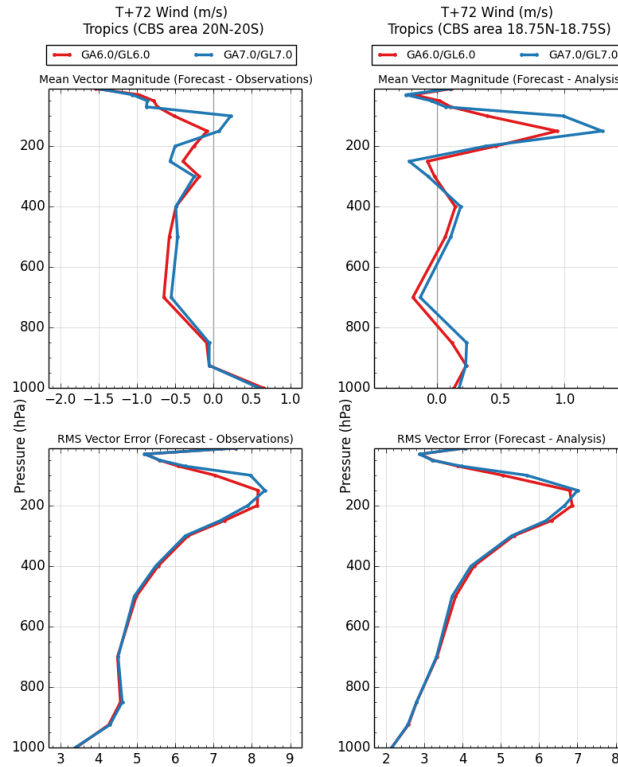 T+72 Wind (m/s)
Tropics (CBS area 20N-20S)
GA6.0/GL6.0 GA7.0/GL7.0
Mean Vector Magnitude (Forecast - Observations)
200
400
600
800
1000
−2.0 −1.5 −1.0 −0.5 0.0 0.5 1.0
Pressure (hPa)
T+72 Wind (m/s)
Tropics (CBS area 18.75N-18.75S)
GA6.0/GL6.0 GA7.0/GL7.0
Mean Vector Magnitude (Forecast - Analysis)
200
400
600
800
1000
0.0 0.5 1.0
Pressure (hPa)
RMS Vector Error (Forecast - Observations)
200
400
600
800
1000
3 4 5 6 7 8 9
RMS Vector Error (Forecast - Analysis)
200
400
600
800
1000
2 3 4 5 6 7 8